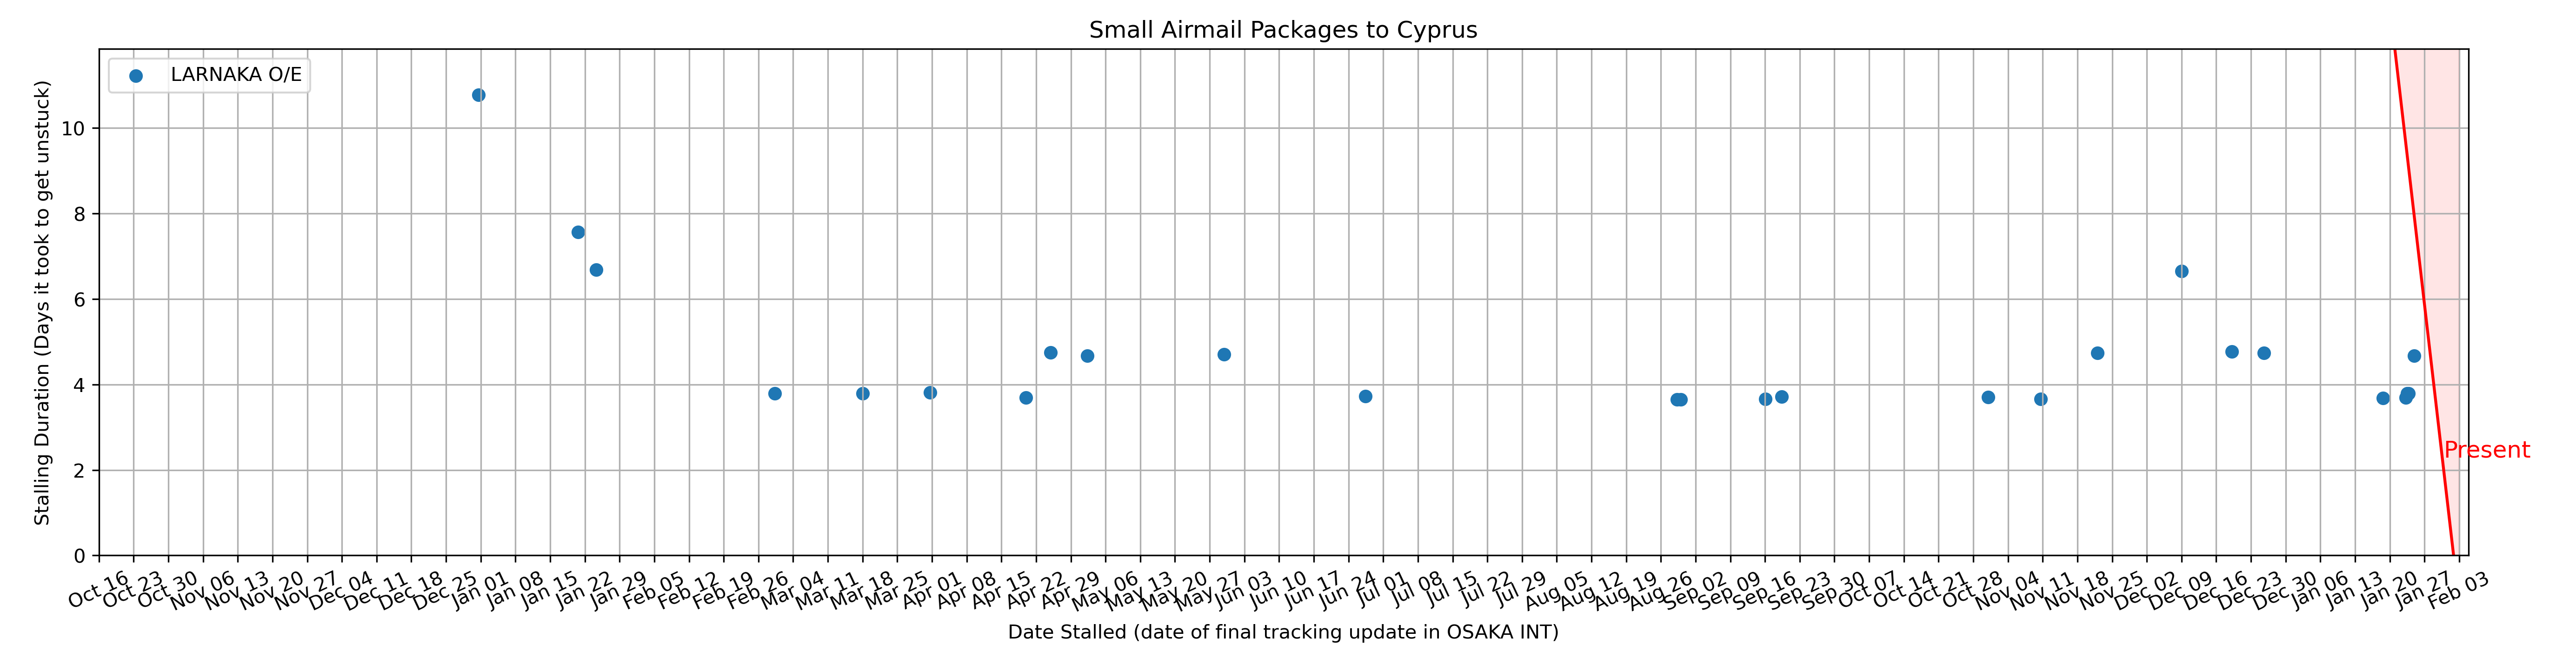 Small Airmail Packages to Cyprus
LARNAKA O/E
Stalling Duration (Days it took to get unstuck)
10
8
6
4
2
0
Present
Oct 16 Oct 23 Oct 30 Nov 06 Nov 13 Nov 20 Nov 27 Dec 04 Dec 11 Dec 18 Dec 25 Jan 01 Jan 08 Jan 15 Jan 22 Jan 29 Feb 05 Feb 12 Feb 19 Feb 26 Mar 04 Mar 11 Mar 18 Mar 25 Apr 01 Apr 08 Apr 15 Apr 22 Apr 29 May 06 May 13 May 20 May 27 Jun 03 Jun 10 Jun 17 Jun 24 Jul 01 Jul 08 Jul 15 Jul 22 Jul 29 Aug 05 Aug 12 Aug 19 Aug 26 Sep 02 Sep 09 Sep 16 Sep 23 Sep 30 Oct 07 Oct 14 Oct 21 Oct 28 Nov 04 Nov 11 Nov 18 Nov 25 Dec 02 Dec 09 Dec 16 Dec 23 Dec 30 Jan 06 Jan 13 Jan 20 Jan 27 Feb 03
Date Stalled (date of final tracking update in OSAKA INT)